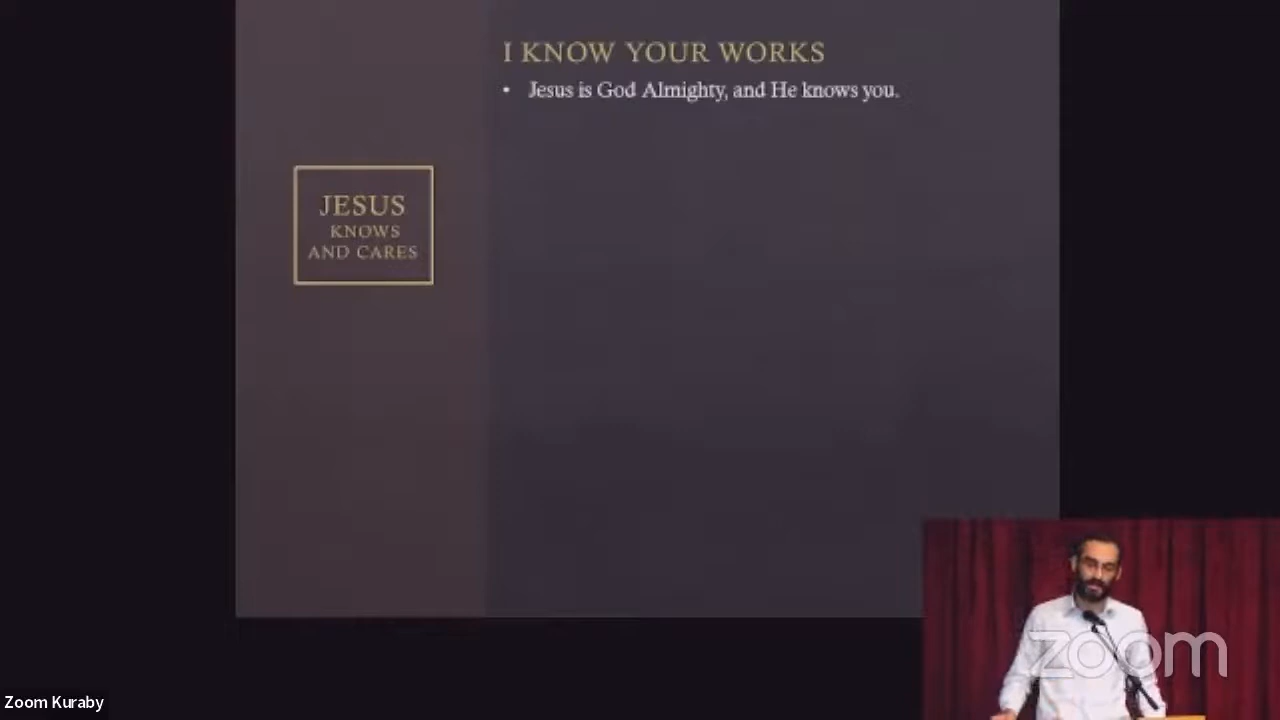 I KNOW YOUR WORKS
• Jesus is God Almighty, and He knows you.
JESUS
KNOWS
AND CARES
zoom
Zoom Kuraby